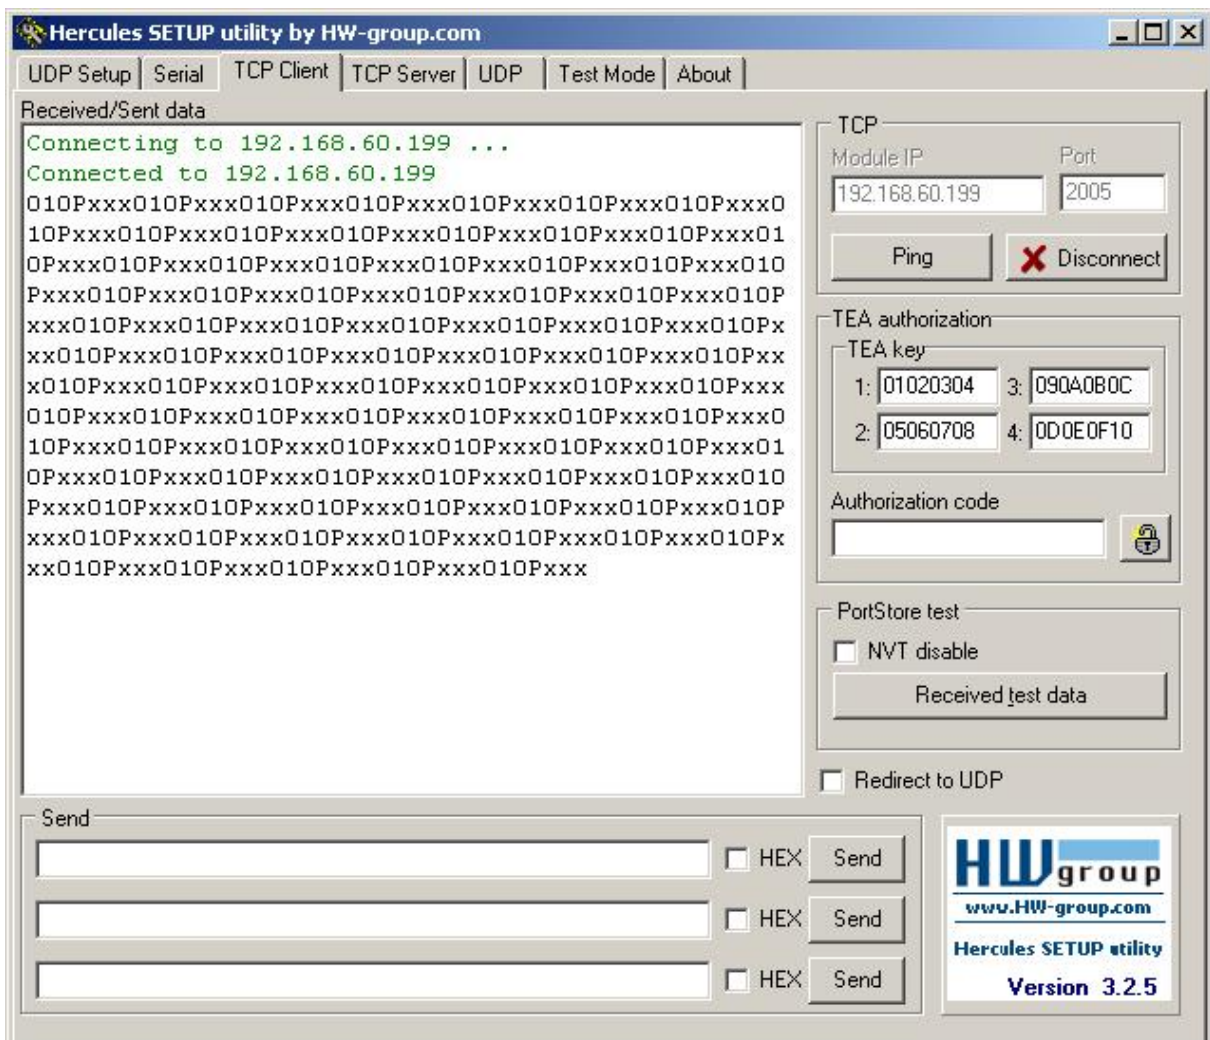 Hercules SETUP utility by HW-group.com
UDP Setup Serial TCP Client TCP Server UDP Test Mode About
Received/Sent data
Connecting to 192.168.60.199 ...
Connected to 192.168.60.199
010Pxxx010Pxxx010Pxxx010Pxxx010Pxxx010Pxxx010Pxxx0
10Pxxx010Pxxx010Pxxx010Pxxx010Pxxx010Pxxx010Pxxx01
0Pxxx010Pxxx010Pxxx010Pxxx010Pxxx010Pxxx010Pxxx010
Pxxx010Pxxx010Pxxx010Pxxx010Pxxx010Pxxx010Pxxx010P
xxx010Pxxx010Pxxx010Pxxx010Pxxx010Pxxx010Pxxx010Px
xx010Pxxx010Pxxx010Pxxx010Pxxx010Pxxx010Pxxx010Pxx
x010Pxxx010Pxxx010Pxxx010Pxxx010Pxxx010Pxxx010Pxxx
010Pxxx010Pxxx010Pxxx010Pxxx010Pxxx010Pxxx010Pxxx0
10Pxxx010Pxxx010Pxxx010Pxxx010Pxxx010Pxxx010Pxxx01
0Pxxx010Pxxx010Pxxx010Pxxx010Pxxx010Pxxx010Pxxx010
Pxxx010Pxxx010Pxxx010Pxxx010Pxxx010Pxxx010Pxxx010P
xxx010Pxxx010Pxxx010Pxxx010Pxxx010Pxxx010Pxxx010Px
xx010Pxxx010Pxxx010Pxxx010Pxxx010Pxxx
TCP
Module IP Port
192.168.60.199 2005
Ping Disconnect
TEA authorization
TEA key
1: 01020304 3: 090A0B0C
2: 05060708 4: 0D0E0F10
Authorization code
PortStore test
NVT disable
Received test data
Redirect to UDP
Send
HEX Send
HEX Send
HEX Send
HW group
www.HW-group.com
Hercules SETUP utility
Version 3.2.5